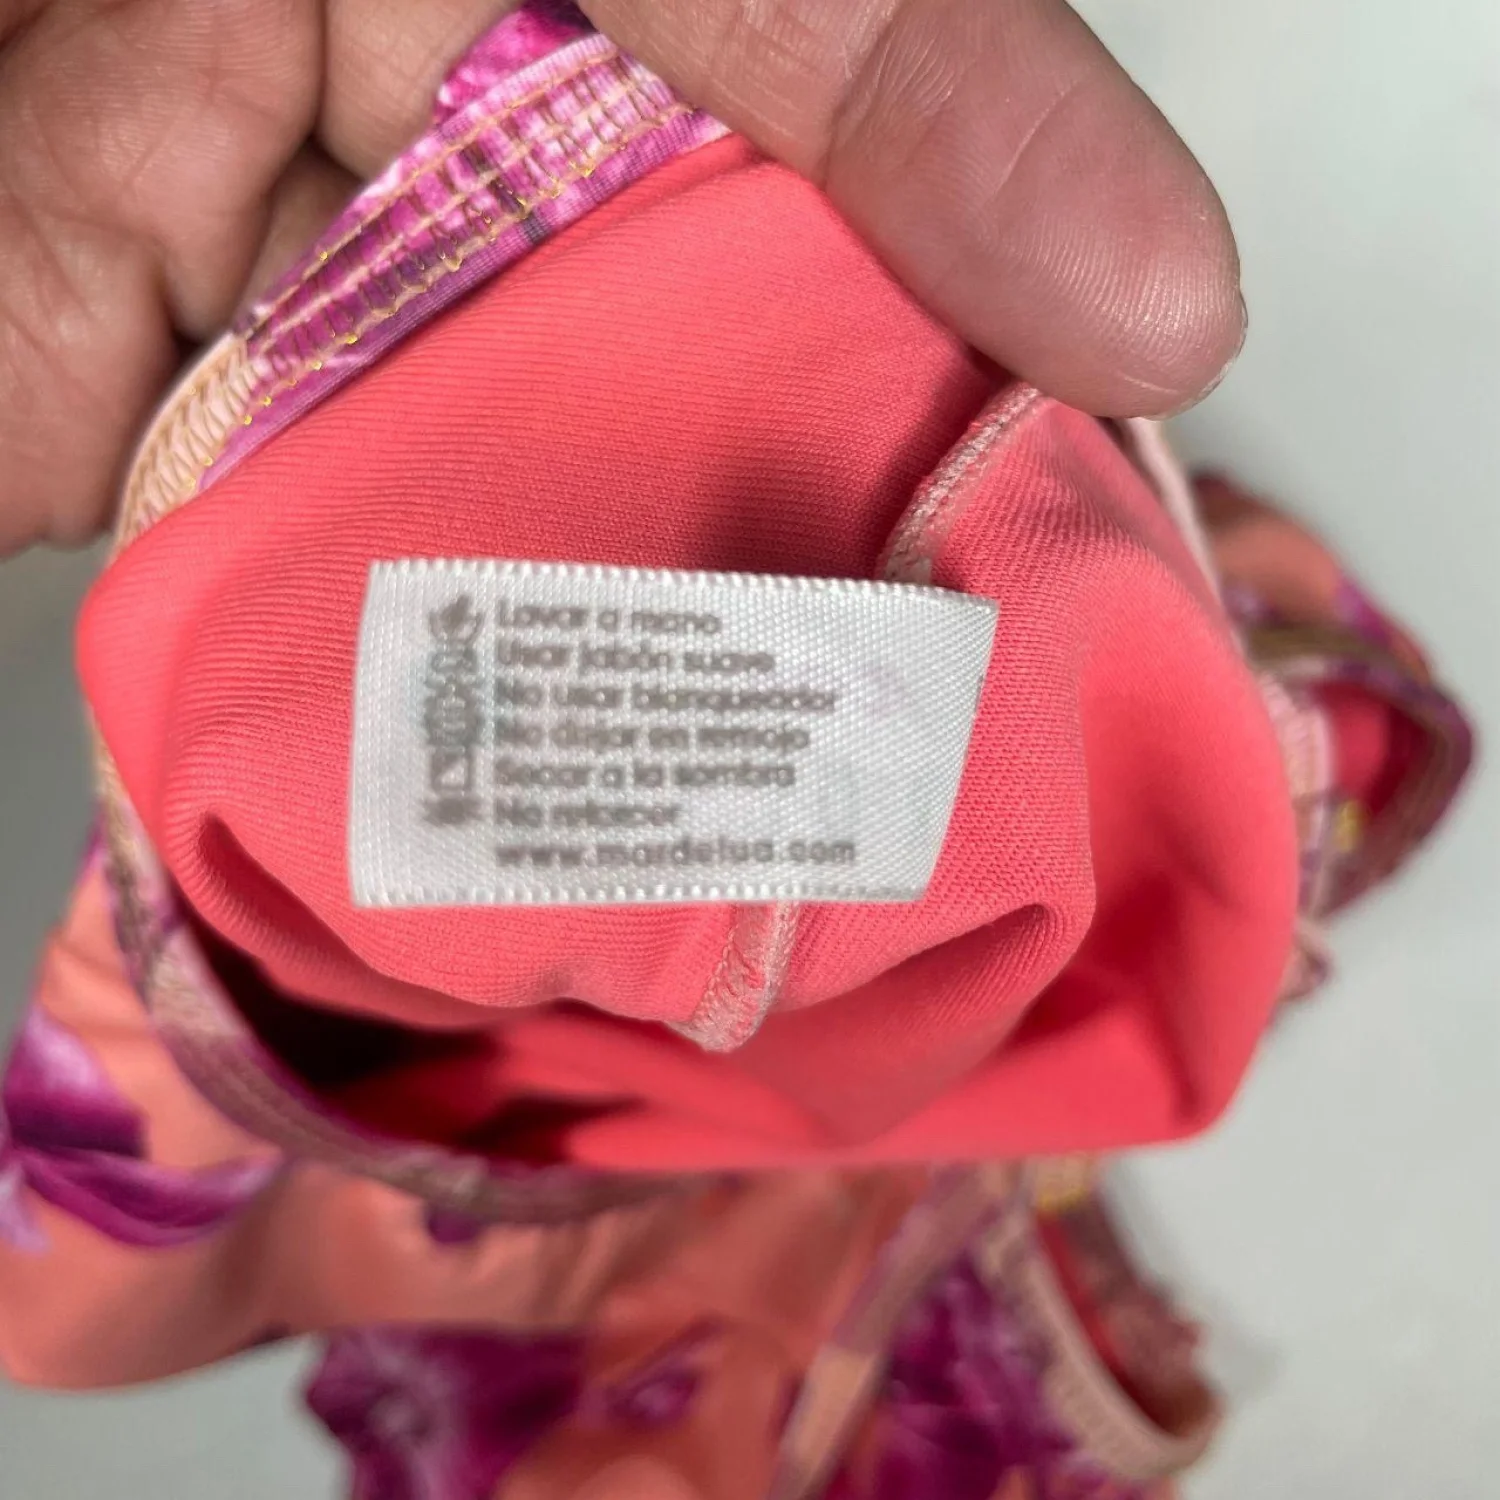 Lavar a mano
Usar jabón suave
No usar blanqueador
No dejar en remojo
Secar a la sombra
No retorcer
www.mardelua.com